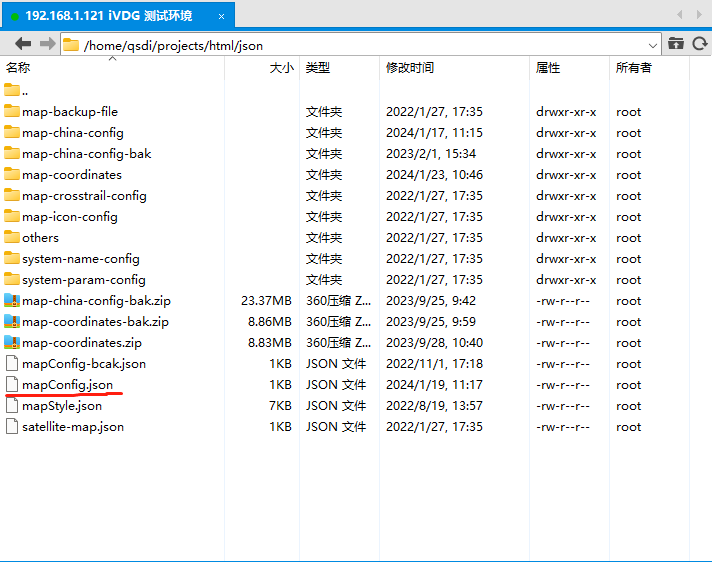 192.168.1.121 iVDG 测试环境 ×
/home/qsdi/projects/html/json
名称 大小 类型 修改时间 属性 所有者
..
map-backup-file 文件夹 2022/1/27, 17:35 drwxr-xr-x root
map-china-config 文件夹 2024/1/17, 11:15 drwxr-xr-x root
map-china-config-bak 文件夹 2023/2/1, 15:34 drwxr-xr-x root
map-coordinates 文件夹 2024/1/23, 10:46 drwxr-xr-x root
map-crosstrail-config 文件夹 2022/1/27, 17:35 drwxr-xr-x root
map-icon-config 文件夹 2022/1/27, 17:35 drwxr-xr-x root
others 文件夹 2022/1/27, 17:35 drwxr-xr-x root
system-name-config 文件夹 2022/1/27, 17:35 drwxr-xr-x root
system-param-config 文件夹 2022/1/27, 17:35 drwxr-xr-x root
map-china-config-bak.zip 23.37MB 360压缩 Z... 2023/9/25, 9:42 -rw-r--r-- root
map-coordinates-bak.zip 8.86MB 360压缩 Z... 2023/9/25, 9:59 -rw-r--r-- root
map-coordinates.zip 8.83MB 360压缩 Z... 2023/9/28, 10:40 -rw-r--r-- root
mapConfig-bcak.json 1KB JSON 文件 2022/11/1, 17:18 -rw-r--r-- root
mapConfig.json 1KB JSON 文件 2024/1/19, 11:17 -rw-r--r-- root
mapStyle.json 7KB JSON 文件 2022/8/19, 13:57 -rw-r--r-- root
satellite-map.json 1KB JSON 文件 2022/1/27, 17:35 -rw-r--r-- root